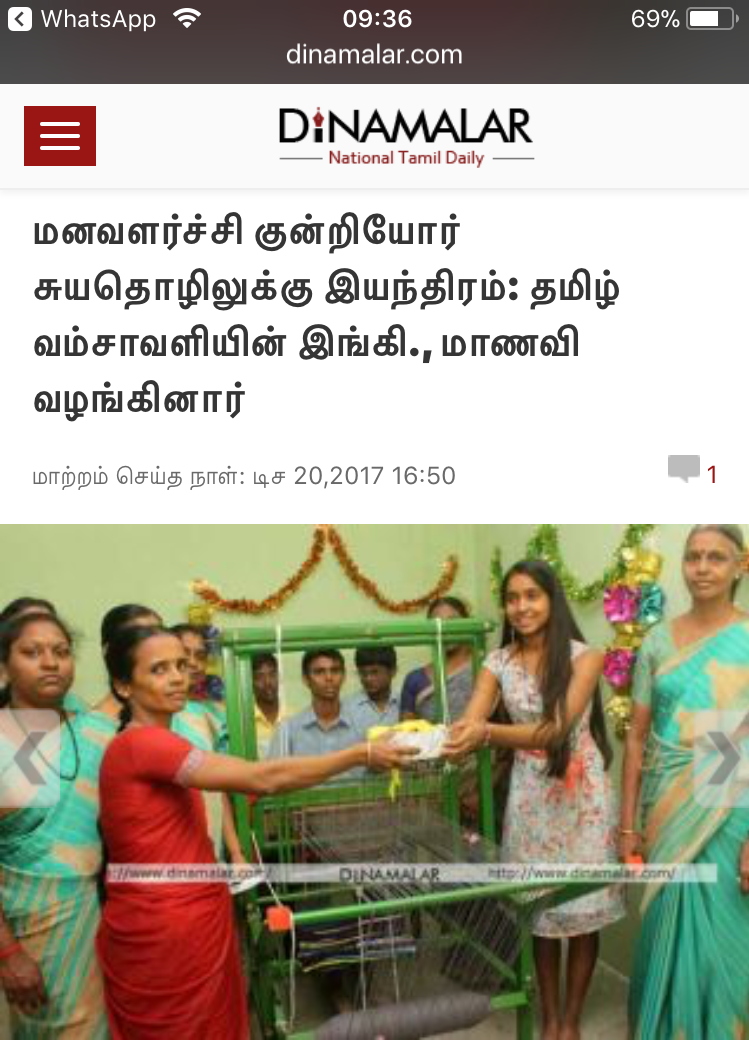 WhatsApp 09:36 69%
dinamalar.com
DINAMALAR
National Tamil Daily
மனவளர்ச்சி குன்றியோர்
சுயதொழிலுக்கு இயந்திரம்: தமிழ்
வம்சாவளியின் இங்கி., மாணவி
வழங்கினார்
மாற்றம் செய்த நாள்: டிச 20,2017 16:50
1
://www.dinamalar.com/ DINAMALAR http://www.dinamalar.com/